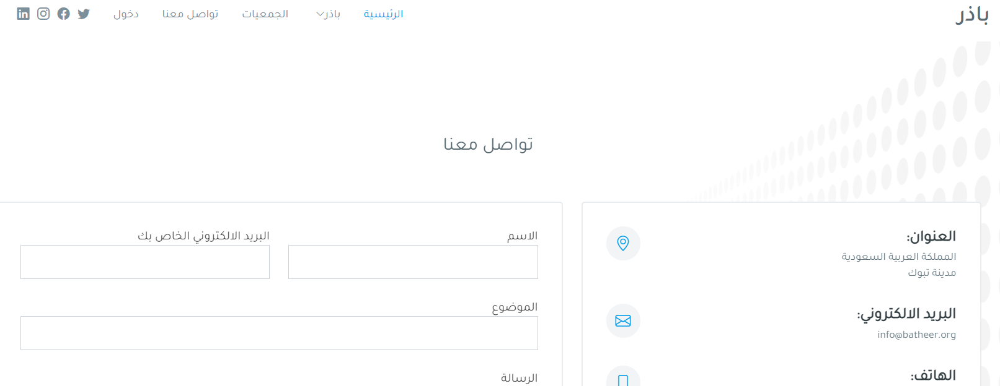 باذر
الرئيسية باذر الجمعيات تواصل معنا دخول
تواصل معنا
العنوان:
المملكة العربية السعودية
مدينة تبوك
البريد الالكتروني:
info@batheer.org
الهاتف:
الاسم البريد الالكتروني الخاص بك
الموضوع
الرسالة